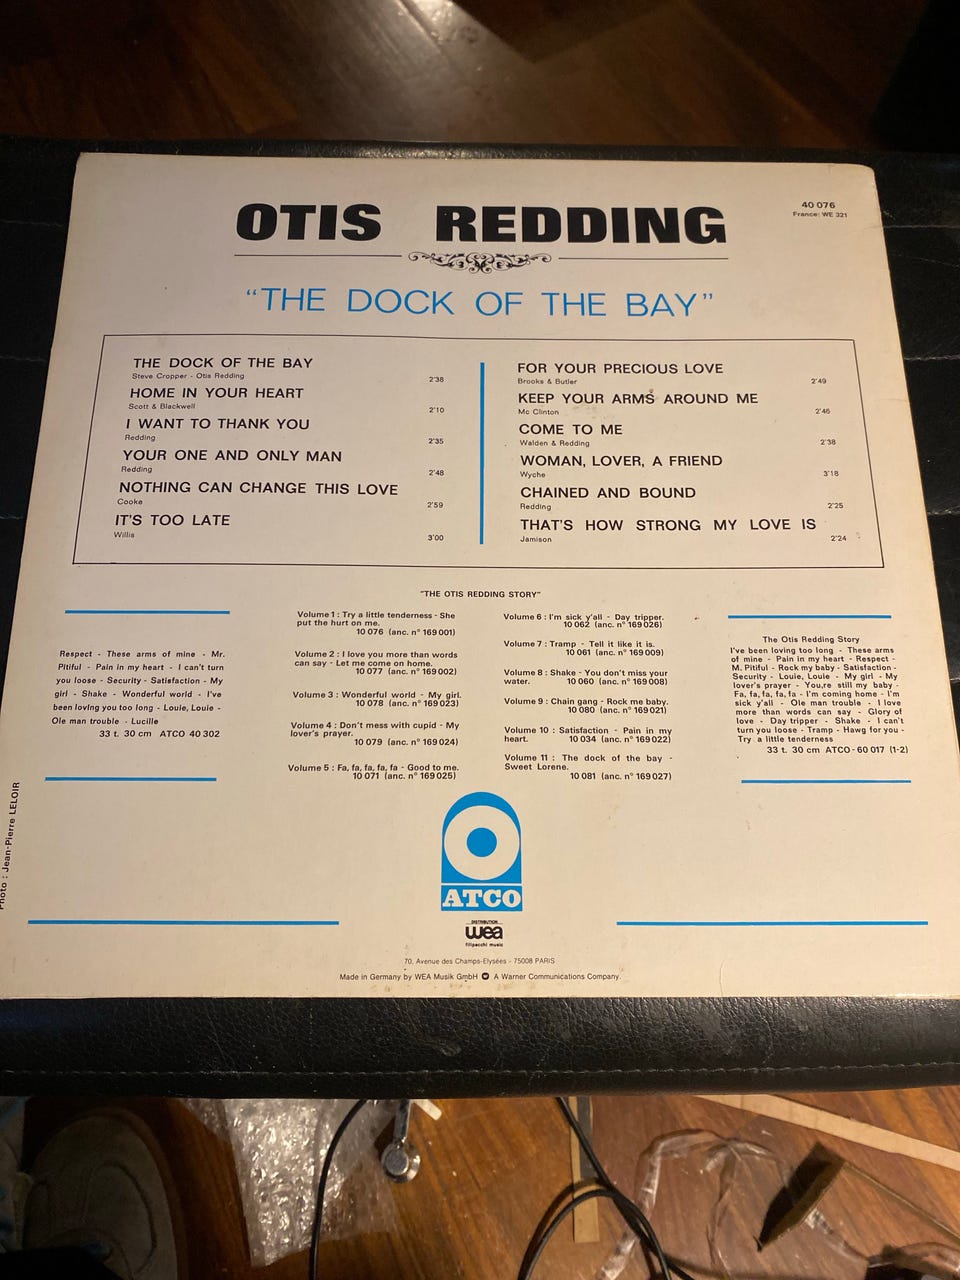 OTIS REDDING
40 076
France: WE 321
"THE DOCK OF THE BAY"
THE DOCK OF THE BAY
Steve Cropper - Otis Redding
2'38
HOME IN YOUR HEART
Scott & Blackwell
2'10
I WANT TO THANK YOU
Redding
2'35
YOUR ONE AND ONLY MAN
Redding
2'48
NOTHING CAN CHANGE THIS LOVE
Cooke
2'59
IT'S TOO LATE
Willis
3'00
FOR YOUR PRECIOUS LOVE
Brooks & Butler
2'49
KEEP YOUR ARMS AROUND ME
Mc Clinton
2'46
COME TO ME
Walden & Redding
2'38
WOMAN, LOVER, A FRIEND
Wyche
3'18
CHAINED AND BOUND
Redding
2'25
THAT'S HOW STRONG MY LOVE IS
Jamison
2'24
"THE OTIS REDDING STORY"
Respect - These arms of mine - Mr.
Pitiful - Pain in my heart - I can't turn
you loose - Security - Satisfaction - My
girl - Shake - Wonderful world - I've
been loving you too long - Louie, Louie -
Ole man trouble - Lucille
33 t. 30 cm ATCO 40 302
Volume 1 : Try a little tenderness - She
put the hurt on me.
10 076 (anc. n° 169 001)
Volume 2 : I love you more than words
can say - Let me come on home.
10 077 (anc. n° 169 002)
Volume 3 : Wonderful world - My girl.
10 078 (anc. n° 169 023)
Volume 4 : Don't mess with cupid - My
lover's prayer.
10 079 (anc. n° 169 024)
Volume 5 : Fa, fa, fa, fa, fa - Good to me.
10 071 (anc. n° 169 025)
Volume 6 : I'm sick y'all - Day tripper.
10 062 (anc. n° 169 026)
Volume 7 : Tramp - Tell it like it is.
10 061 (anc. n° 169 009)
Volume 8 : Shake - You don't miss your
water.
10 060 (anc. n° 169 008)
Volume 9 : Chain gang - Rock me baby.
10 080 (anc. n° 169 021)
Volume 10 : Satisfaction - Pain in my
heart.
10 034 (anc. n° 169 022)
Volume 11 : The dock of the bay -
Sweet Lorene.
10 081 (anc. n° 169 027)
The Otis Redding Story
I've been loving too long - These arms
of mine - Pain in my heart - Respect -
M. Pitiful - Rock my baby - Satisfaction -
Security - Louie, Louie - My girl - My
lover's prayer - You,re still my baby -
Fa, fa, fa, fa, fa - I'm coming home - I'm
sick y'all - Ole man trouble - I love
more than words can say - Glory of
love - Day tripper - Shake - I can't
turn you loose - Tramp - Hawg for you -
Try a little tenderness
33 t. 30 cm ATCO - 60 017 (1-2)
Photo : Jean-Pierre LELOIR
ATCO
DISTRIBUTION
wea
filipacchi music
70, Avenue des Champs-Elysées - 75008 PARIS
Made in Germany by WEA Musik GmbH A Warner Communications Company.